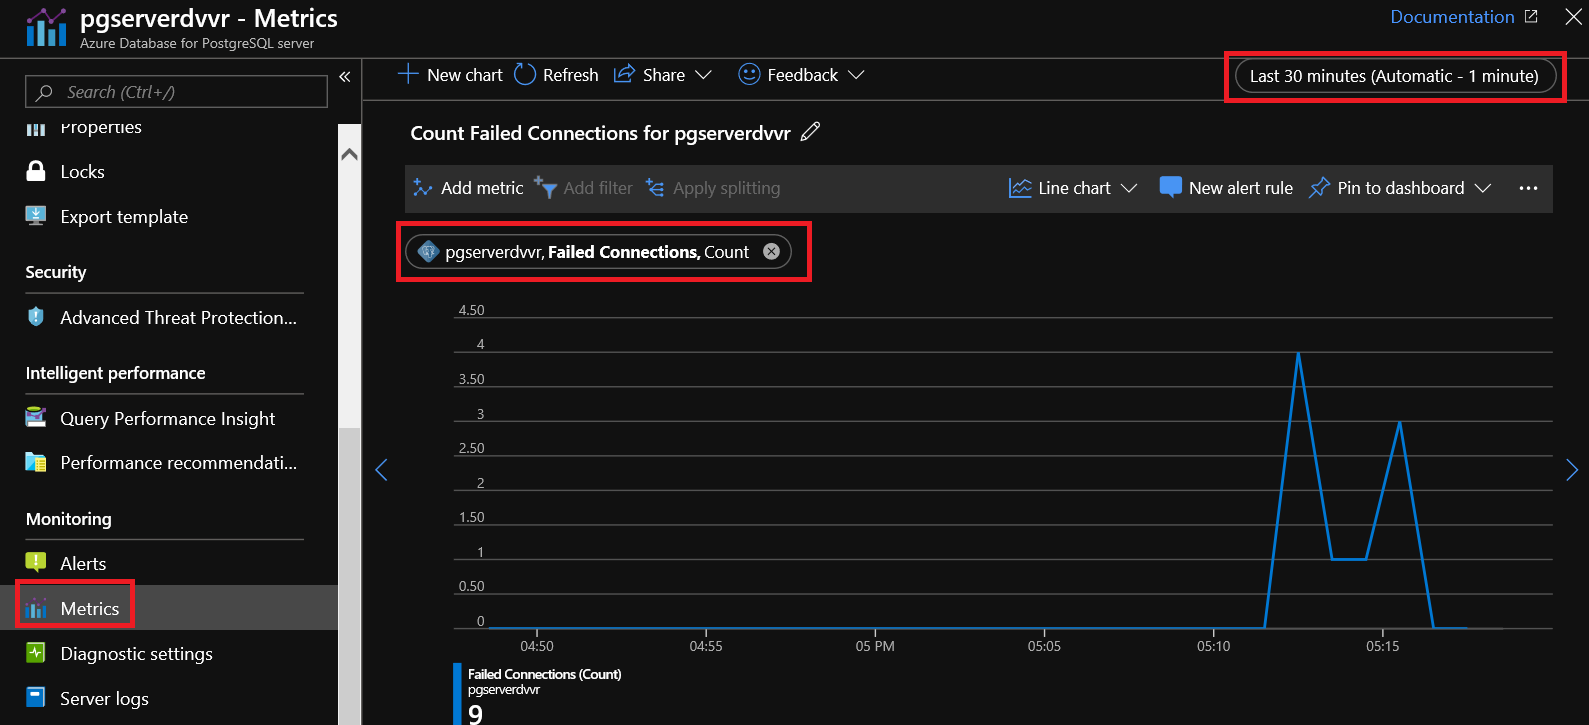 pgserverdvvr - Metrics
Azure Database for PostgreSQL server
Documentation
Search (Ctrl+/)
Properties
Locks
Export template
Security
Advanced Threat Protection...
Intelligent performance
Query Performance Insight
Performance recommendati...
Monitoring
Alerts
Metrics
Diagnostic settings
Server logs
New chart
Refresh
Share
Feedback
Last 30 minutes (Automatic - 1 minute)
Count Failed Connections for pgserverdvvr
Add metric
Add filter
Apply splitting
Line chart
New alert rule
Pin to dashboard
pgserverdvvr, Failed Connections, Count
4.50
4
3.50
3
2.50
2
1.50
1
0.50
0
04:50
04:55
05 PM
05:05
05:10
05:15
Failed Connections (Count)
pgserverdvvr
9